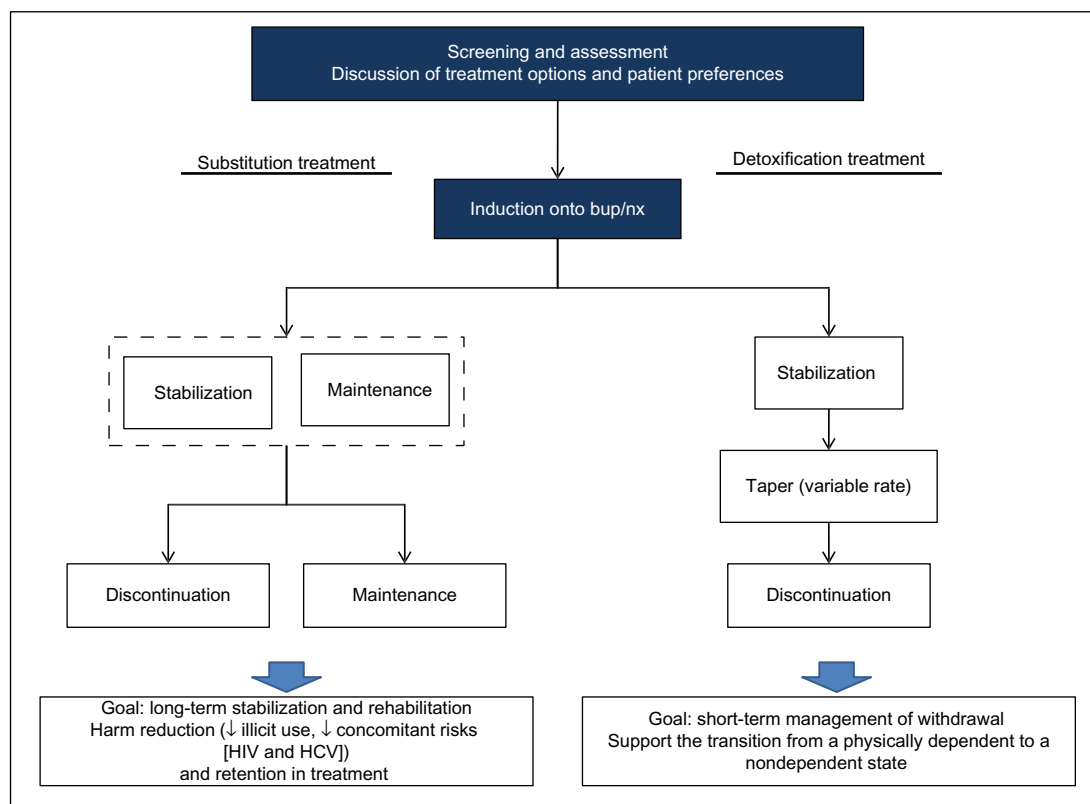 Screening and assessment
Discussion of treatment options and patient preferences
Substitution treatment
Detoxification treatment
Induction onto bup/nx
Stabilization
Maintenance
Stabilization
Taper (variable rate)
Discontinuation
Maintenance
Discontinuation
Goal: long-term stabilization and rehabilitation
Harm reduction (↓ illicit use, ↓ concomitant risks
[HIV and HCV])
and retention in treatment
Goal: short-term management of withdrawal
Support the transition from a physically dependent to a
nondependent state